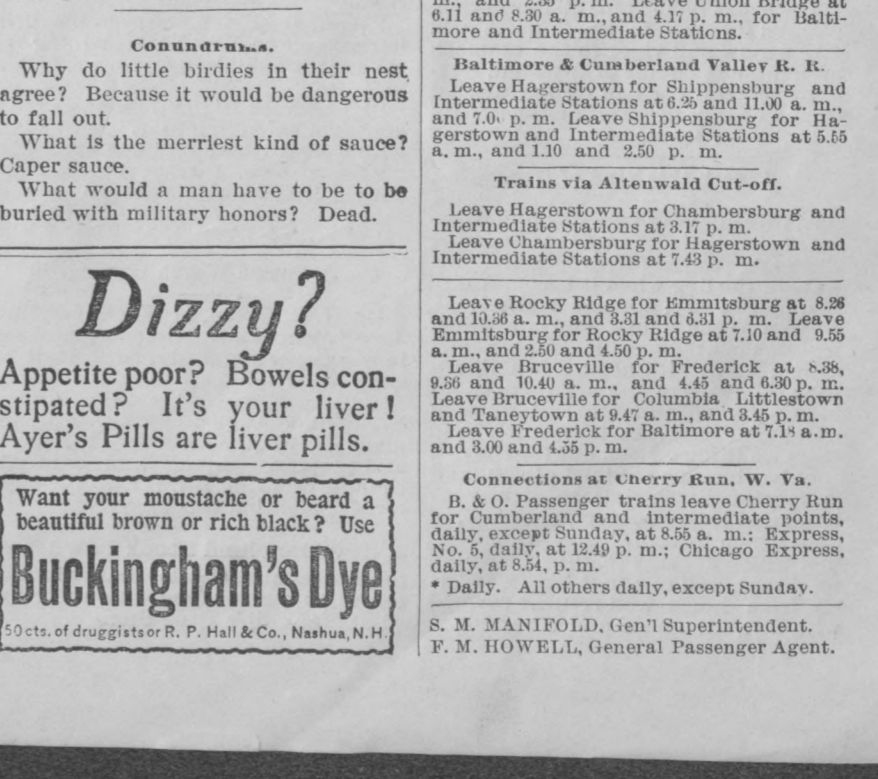 Conundrums.
Why do little birdies in their nest
agree? Because it would be dangerous
to fall out.
What is the merriest kind of sauce?
Caper sauce.
What would a man have to be to be
buried with military honors? Dead.
Dizzy?
Appetite poor? Bowels con-
stipated? It's your liver!
Ayer's Pills are liver pills.
Want your moustache or beard a
beautiful brown or rich black? Use
Buckingham's Dye
50cts. of druggists or R. P. Hall & Co., Nashua, N.H.
p. m. Leave Union Bridge at
6.11 and 8.30 a. m., and 4.17 p. m., for Balti-
more and Intermediate Stations.
Baltimore & Cumberland Valley R. R.
Leave Hagerstown for Shippensburg and
Intermediate Stations at 6.25 and 11.00 a. m.,
and p. m. Leave Shippensburg for Ha-
gerstown and Intermediate Stations at 5.55
a. m., and 1.10 and 2.50 p. m.
Trains via Altenwald Cut-off.
Leave Hagerstown for Chambersburg and
Intermediate Stations at 3.17 p. m.
Leave Chambersburg for Hagerstown and
Intermediate Stations at 7.43 p. m.
Leave Rocky Ridge for Emmitsburg at 8.26
and 10.36 a. m., and 3.31 and 6.31 p. m. Leave
Emmitsburg for Rocky Ridge at 7.10 and 9.55
a. m., and 2.50 and 4.50 p. m.
Leave Bruceville for Frederick at 8.38,
9.36 and 10.40 a. m., and 4.45 and 6.30 p. m.
Leave Bruceville for Columbia Littlestown
and Taneytown at 9.47 a. m., and 3.45 p. m.
Leave Frederick for Baltimore at a. m.
and 3.00 and 4.55 p. m.
Connections at Cherry Run, W. Va.
B. & O. Passenger trains leave Cherry Run
for Cumberland and intermediate points,
daily, except Sunday, at 8.55 a. m.; Express,
No. 5, daily, at 12.49 p. m.; Chicago Express,
daily, at 8.54, p. m.
* Daily. All others daily, except Sunday.
S. M. MANIFOLD, Gen'l Superintendent.
F. M. HOWELL, General Passenger Agent.